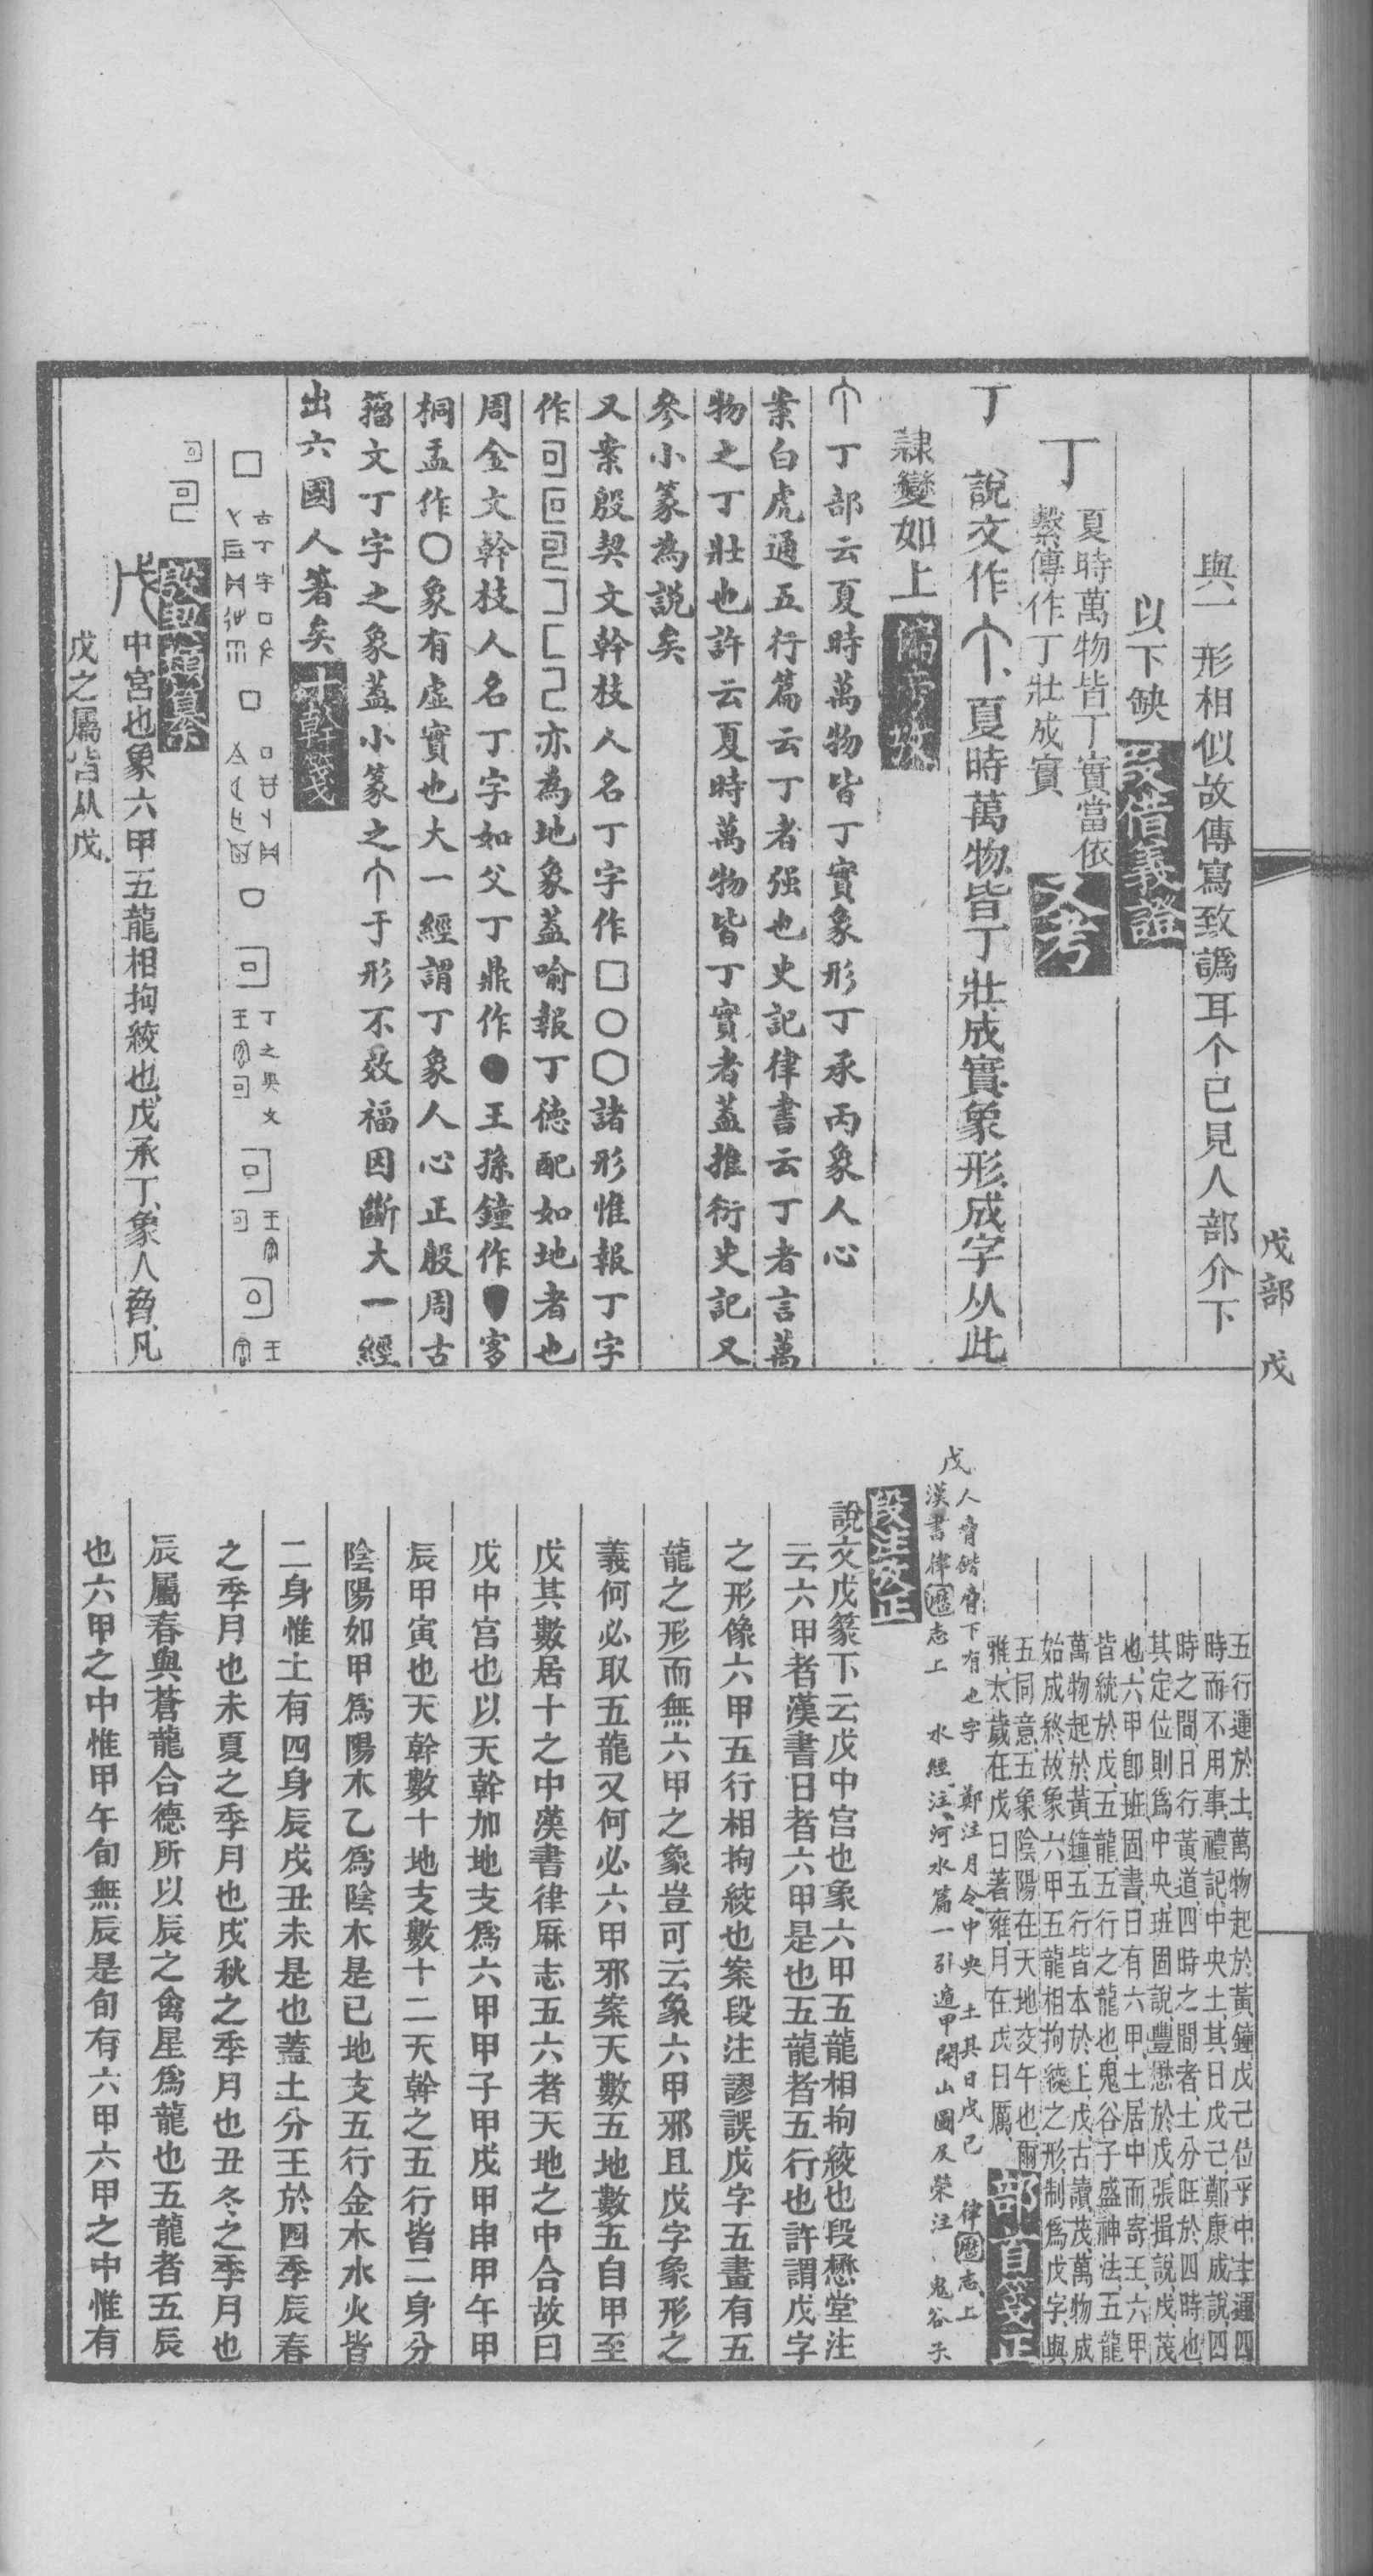 戊部　戊
與丁形相似故傳寫致譌耳个已見人部介下
以下缺　叚借義證
丁　夏時萬物皆丁實當依
繫傳作丁壯成實　文考
丁　說文作、夏時萬物皆丁壯成實象形、成字从此
隸變如上
丁部云夏時萬物皆丁實象形丁承丙象人心
案白虎通五行篇云丁者强也史記律書云丁者言萬
物之丁壯也許云夏時萬物皆丁實者葢推衍史記又
參小篆為説矣
又案殷契文幹枝人名丁字作囗〇諸形惟報丁字
作亦為地象葢喻報丁德配如地者也
周金文幹枝人名丁字如父丁鼎作●王孫鐘作
桐盂作〇象有虛實也大一經謂丁象人心正殷周古
籀文丁字之象葢小篆之于形不效福因斷大一經
出六國人著矣　十幹箋
古丁字
丁之異文
殷契類纂
戊　中宮也象六甲五龍相拘絞也、戊承丁、象人脅、凡
戊之屬皆从戊、
五行運於土、萬物起於黃鐘、戊己位乎中、主運四
時而不用事、禮記、中央土、其日戊己、鄭康成說、四
時之間、日行黃道、四時之間者、土分旺於四時也、
其定位則爲中央、班固說、豐懋於戊、張揖說、戊、茂
也、六甲卽班固書、日有六甲、土居中而寄王、六甲
皆統於戊、五龍、五行之龍也、鬼谷子盛神法、五龍
萬物起於黃鐘、五行皆本於上、戊、古讀、茂、萬物成
始成終、故象六甲五龍相拘絞之形、制爲戊字、與
五同意、五象陰陽在天地交午也、爾
雅、太歲在戊曰著雍、月在戊曰厲、　部首箋正
戊　人脅鍇脅下有也字　鄭注月令、中央　土其日戊己　律曆志、上
漢書律曆志上　水經、注、河水篇一引遁甲開山圖及榮注　鬼谷子
段注攷正
說文戊篆下云戊中宮也象六甲五龍相拘絞也段懋堂注
云六甲者漢書日者六甲是也五龍者五行也許謂戊字
之形像六甲五行相拘絞也案段注謬誤戊字五畫有五
龍之形而無六甲之象豈可云象六甲邪且戊字象形之
義何必取五龍又何必六甲邪案天數五地數五自甲至
戊其數居十之中漢書律厤志五六者天地之中合故曰
戊中宮也以天幹加地支爲六甲甲子甲戌甲申甲午甲
辰甲寅也天幹數十地支數十二天幹之五行皆二身分
陰陽如甲爲陽木乙爲陰木是已地支五行金木水火皆
二身惟土有四身辰戌丑未是也蓋土分王於四季辰春
之季月也未夏之季月也戌秋之季月也丑冬之季月也
辰屬春與蒼龍合德所以辰之禽星爲龍也五龍者五辰
也六甲之中惟甲午旬無辰是旬有六甲六甲之中惟有